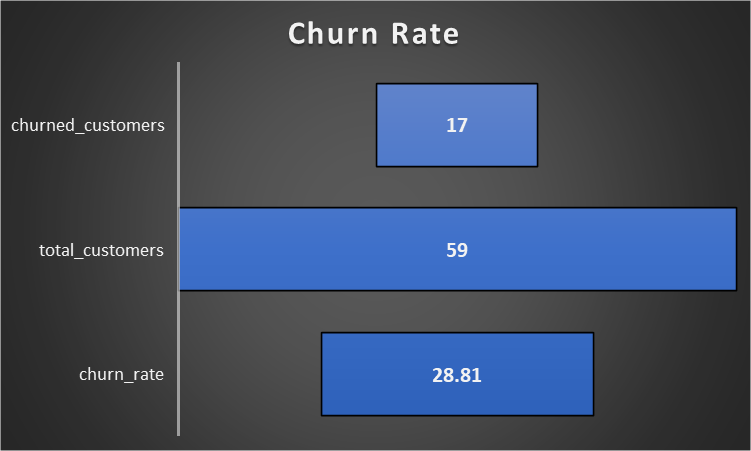 Churn Rate
churned_customers
17
total_customers
59
churn_rate
28.81